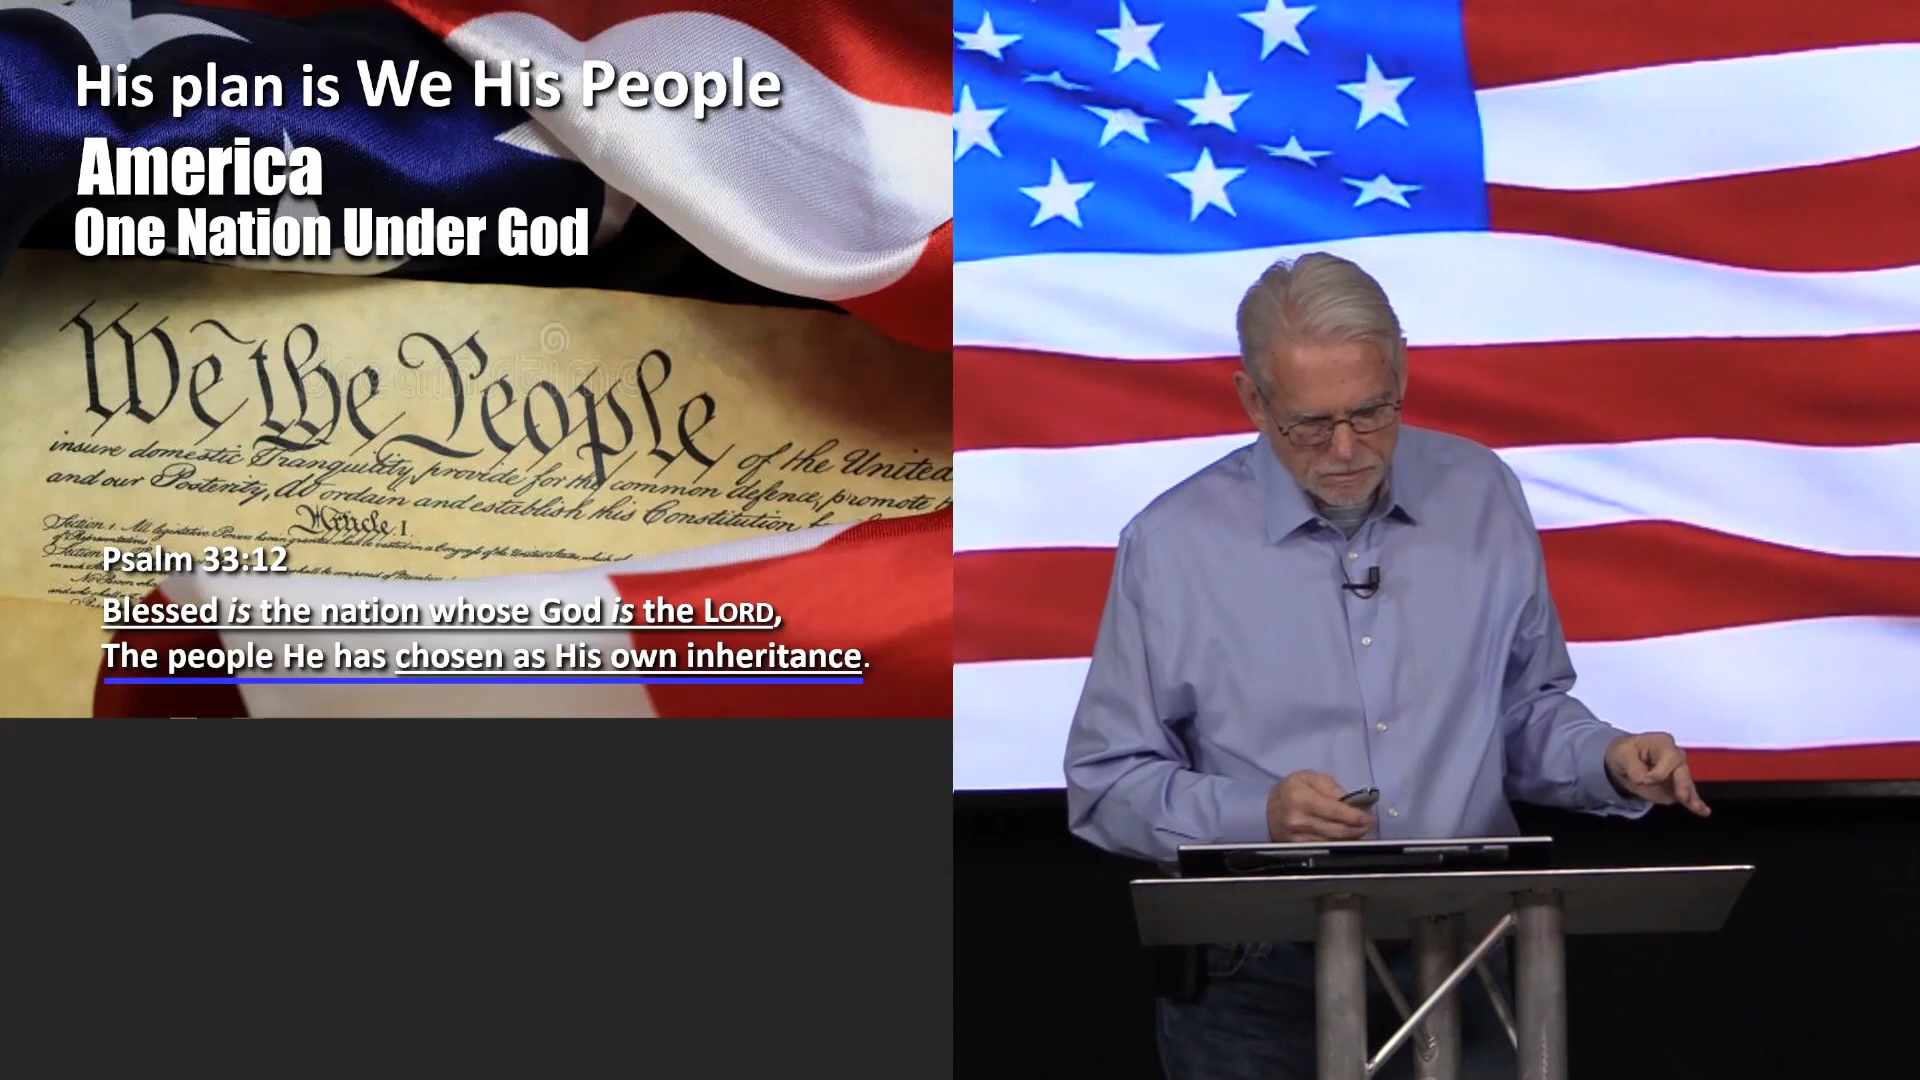 His plan is We His People
America
One Nation Under God
We the People
of the United
insure domestic Tranquility, provide for the common defence, promote
and our Posterity, do ordain and establish this Constitution
Article. I.
Psalm 33:12
Blessed is the nation whose God is the LORD,
The people He has chosen as His own inheritance.